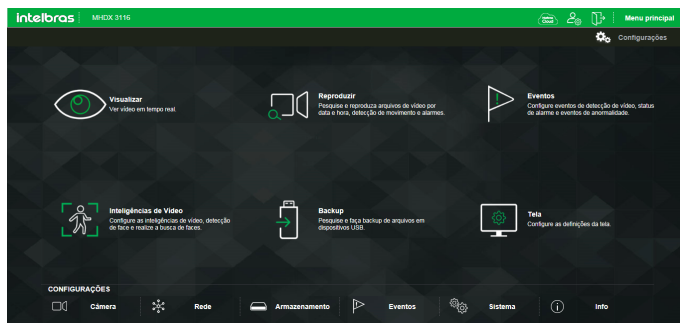 intelbras MHDX 3116 Menu principal
Configurações
Visualizar
Ver vídeo em tempo real.
Reproduzir
Pesquise e reproduza arquivos de vídeo por
data e hora, detecção de movimento e alarmes.
Eventos
Configure eventos de detecção de vídeo, status
de alarme e eventos de anormalidade.
Inteligências de Vídeo
Configure as inteligências de vídeo, detecção
de face e realize a busca de faces.
Backup
Pesquise e faça backup de arquivos em
dispositivos USB.
Tela
Configure as definições da tela.
CONFIGURAÇÕES
Câmera Rede Armazenamento Eventos Sistema Info